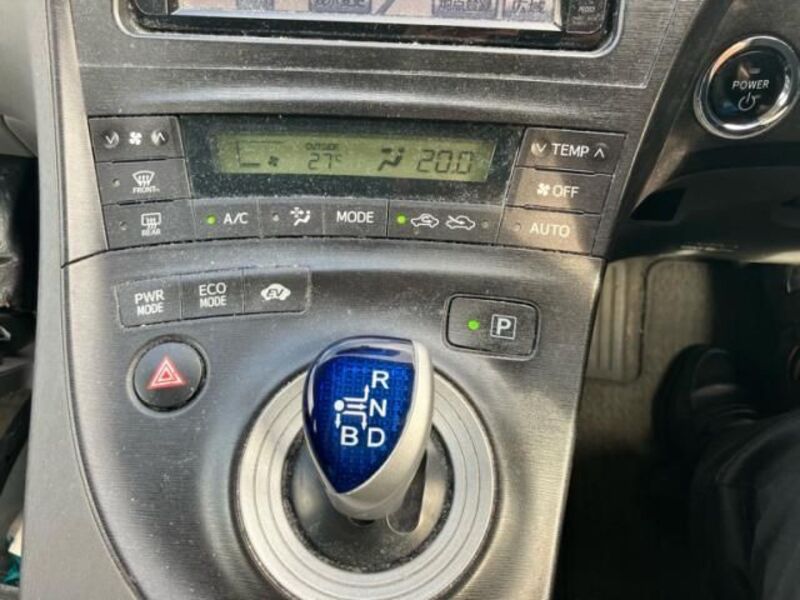 POWER
OUTSIDE
27°C
20.0
TEMP
FRONT
OFF
REAR
A/C
MODE
AUTO
PWR
MODE
ECO
MODE
EV
P
R
N
B D